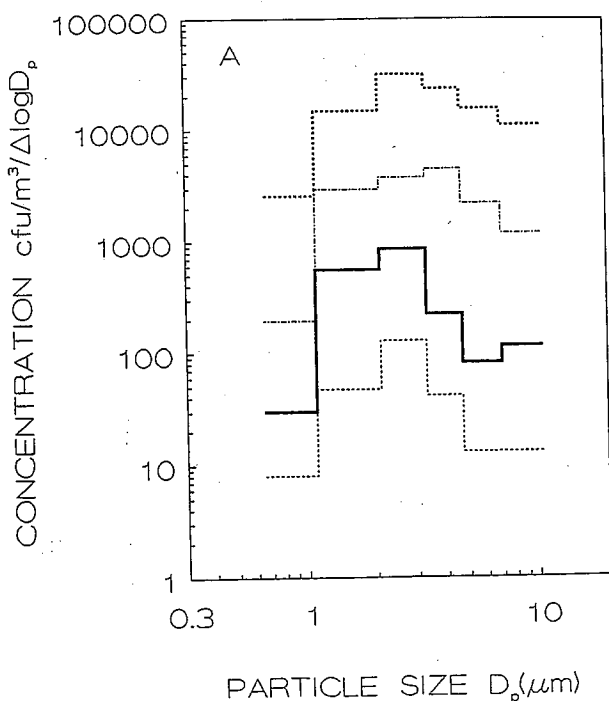 100000
A
10000
1000
100
10
1
0.3 1 10
CONCENTRATION cfu/m³/ΔlogDₚ
PARTICLE SIZE Dₚ(μm)